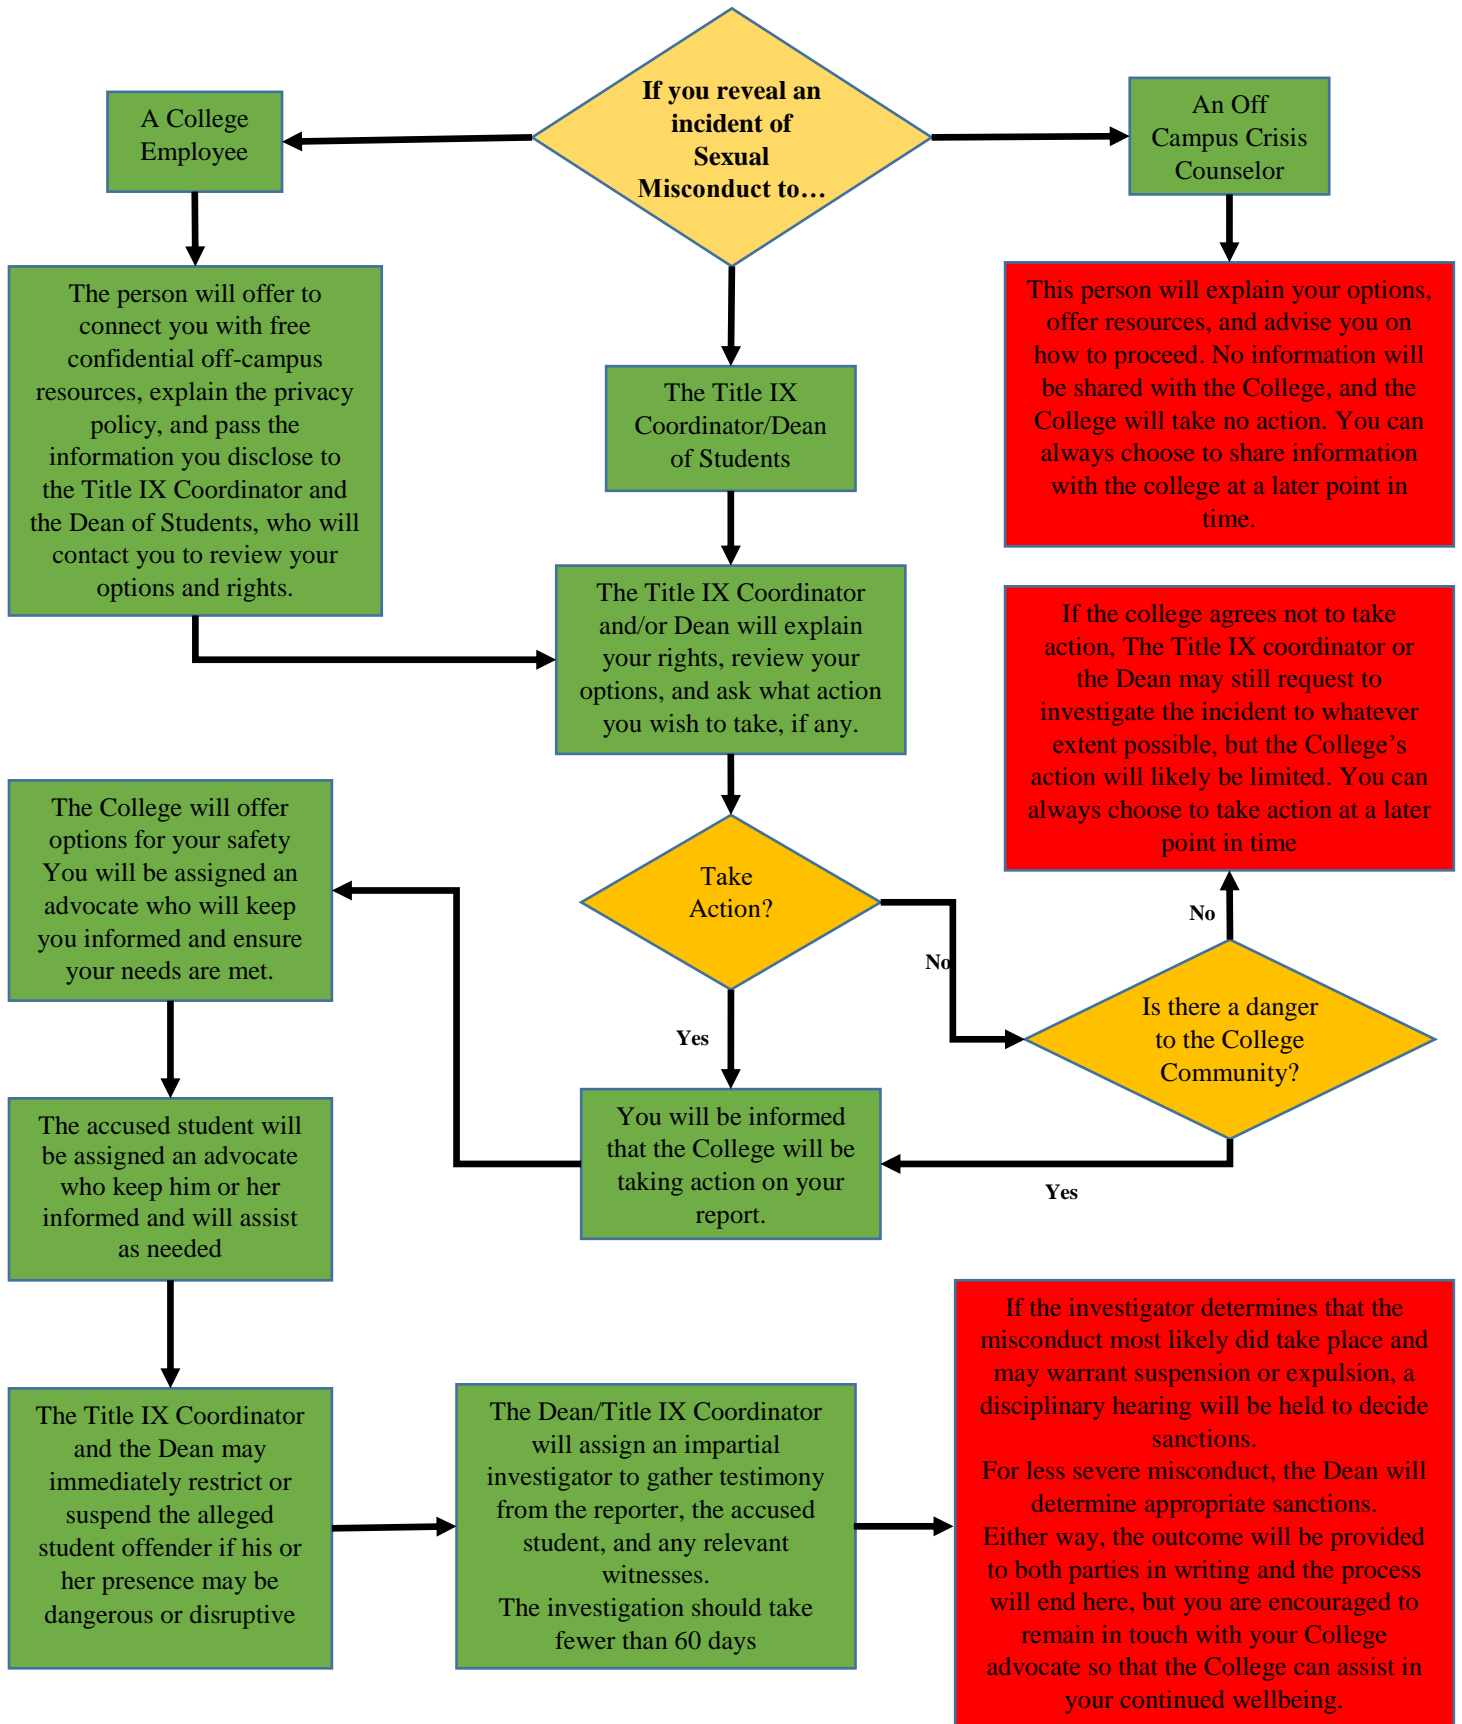 If you reveal an
incident of
Sexual
Misconduct to…
A College
Employee
An Off
Campus Crisis
Counselor
The person will offer to
connect you with free
confidential off-campus
resources, explain the privacy
policy, and pass the
information you disclose to
the Title IX Coordinator and
the Dean of Students, who will
contact you to review your
options and rights.
This person will explain your options,
offer resources, and advise you on
how to proceed. No information will
be shared with the College, and the
College will take no action. You can
always choose to share information
with the college at a later point in
time.
The Title IX
Coordinator/Dean
of Students
The Title IX Coordinator
and/or Dean will explain
your rights, review your
options, and ask what action
you wish to take, if any.
If the college agrees not to take
action, The Title IX coordinator or
the Dean may still request to
investigate the incident to whatever
extent possible, but the College’s
action will likely be limited. You can
always choose to take action at a later
point in time
The College will offer
options for your safety
You will be assigned an
advocate who will keep
you informed and ensure
your needs are met.
Take
Action?
No
No
Is there a danger
to the College
Community?
Yes
Yes
You will be informed
that the College will be
taking action on your
report.
The accused student will
be assigned an advocate
who keep him or her
informed and will assist
as needed
The Title IX Coordinator
and the Dean may
immediately restrict or
suspend the alleged
student offender if his or
her presence may be
dangerous or disruptive
The Dean/Title IX Coordinator
will assign an impartial
investigator to gather testimony
from the reporter, the accused
student, and any relevant
witnesses.
The investigation should take
fewer than 60 days
If the investigator determines that the
misconduct most likely did take place and
may warrant suspension or expulsion, a
disciplinary hearing will be held to decide
sanctions.
For less severe misconduct, the Dean will
determine appropriate sanctions.
Either way, the outcome will be provided
to both parties in writing and the process
will end here, but you are encouraged to
remain in touch with your College
advocate so that the College can assist in
your continued wellbeing.